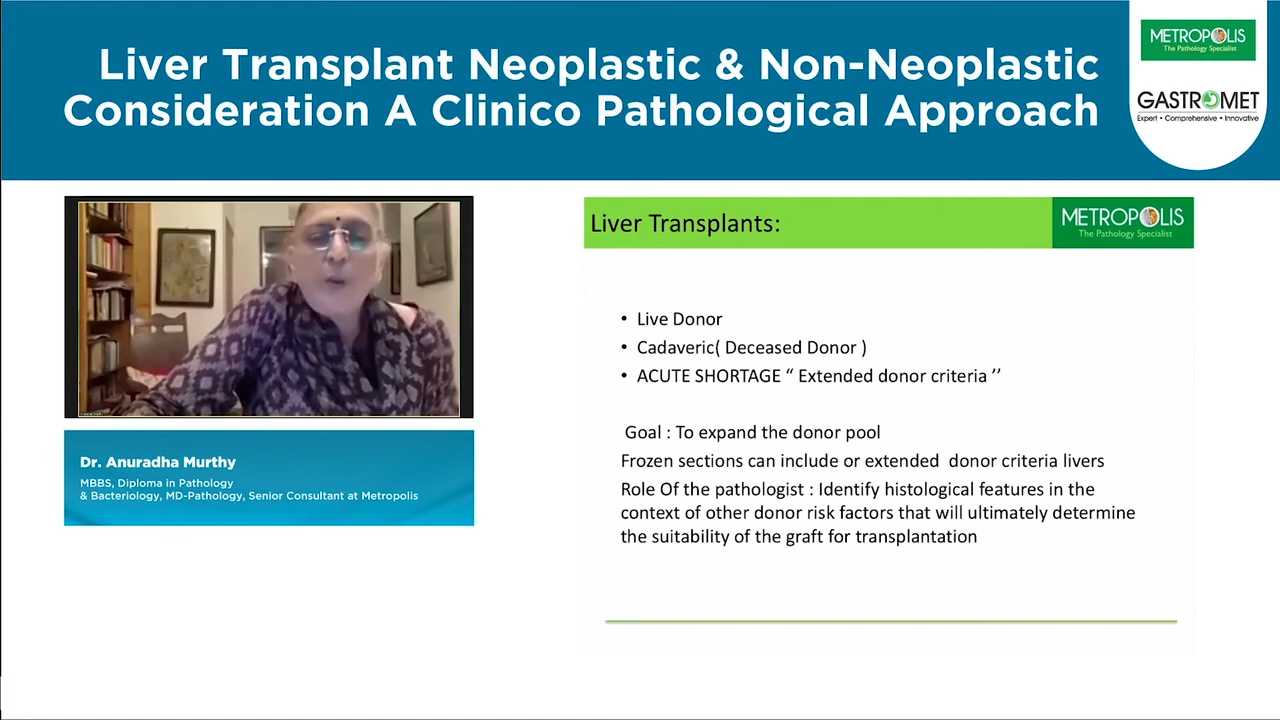 Liver Transplant Neoplastic & Non-Neoplastic
Consideration A Clinico Pathological Approach
METROPOLIS
The Pathology Specialist
GASTROMET
Expert • Comprehensive • Innovative
Dr. Anuradha Murthy
MBBS, Diploma in Pathology
& Bacteriology, MD-Pathology, Senior Consultant at Metropolis
Liver Transplants:
METROPOLIS
The Pathology Specialist
• Live Donor
• Cadaveric( Deceased Donor )
• ACUTE SHORTAGE “ Extended donor criteria ’’
Goal : To expand the donor pool
Frozen sections can include or extended donor criteria livers
Role Of the pathologist : Identify histological features in the
context of other donor risk factors that will ultimately determine
the suitability of the graft for transplantation